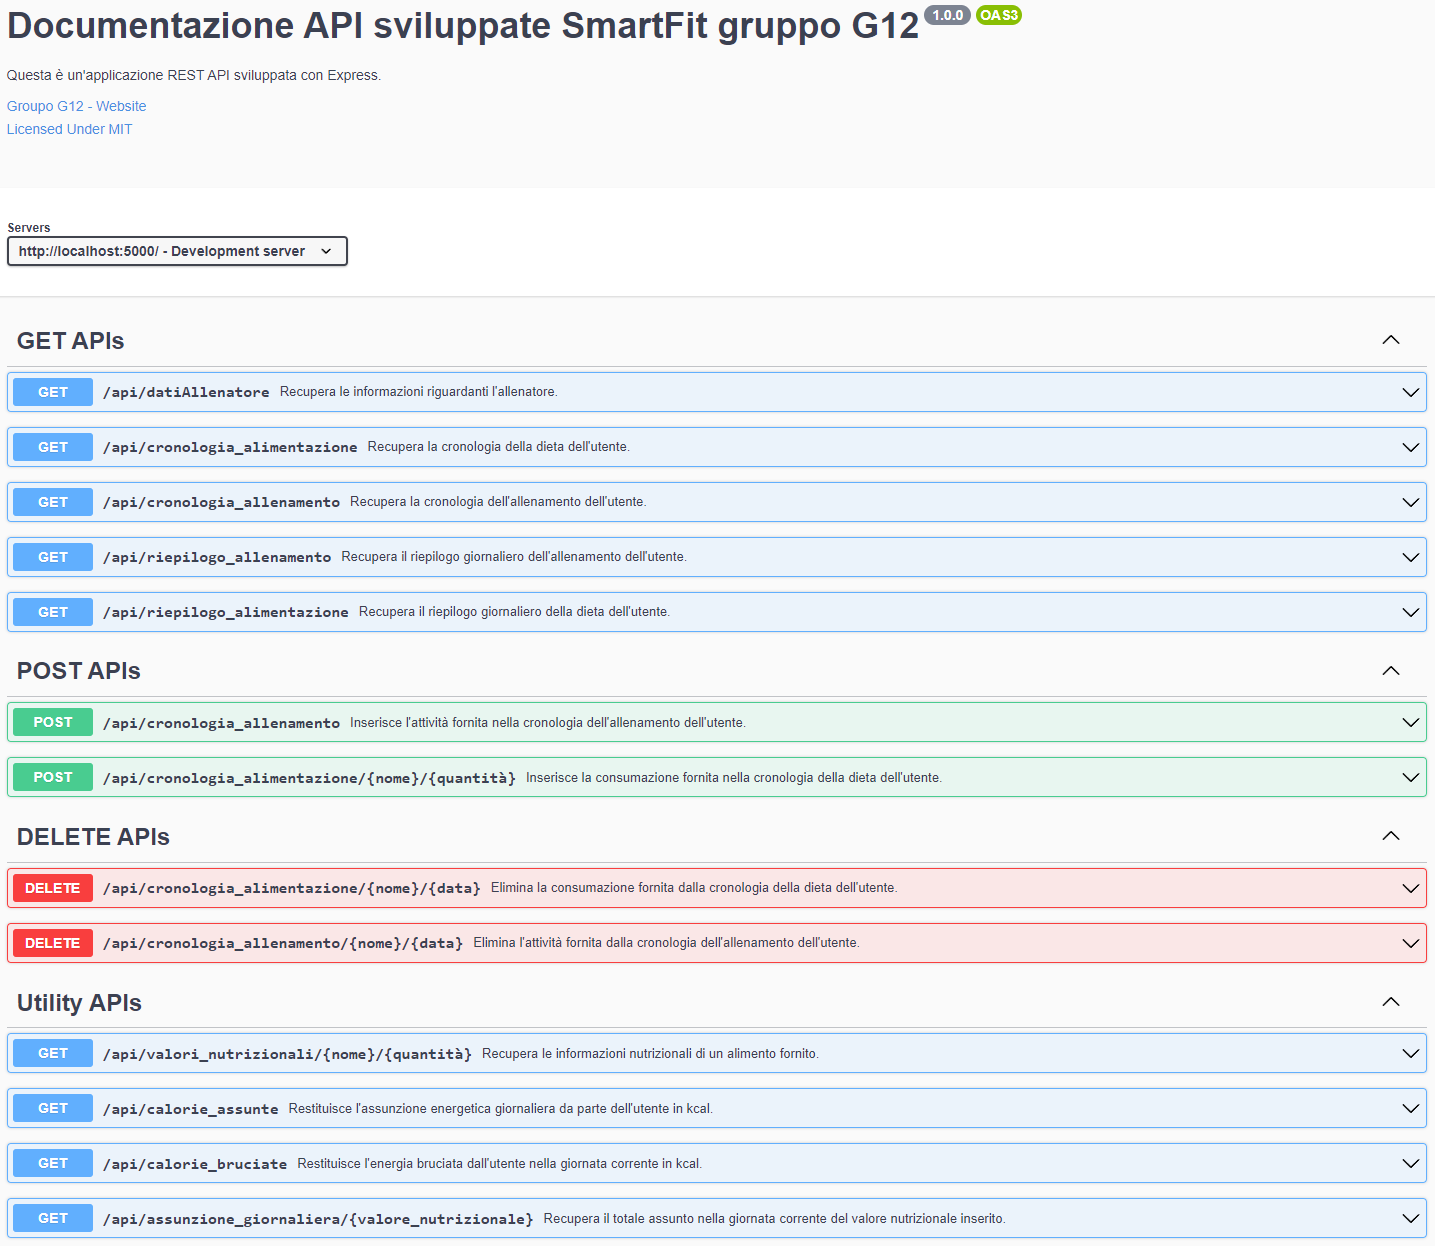 Documentazione API sviluppate SmartFit gruppo G12 1.0.0 OAS3
Questa è un'applicazione REST API sviluppata con Express.
Groupo G12 - Website
Licensed Under MIT
Servers
http://localhost:5000/ - Development server
GET APIs
GET /api/datiAllenatore Recupera le informazioni riguardanti l'allenatore.
GET /api/cronologia_alimentazione Recupera la cronologia della dieta dell'utente.
GET /api/cronologia_allenamento Recupera la cronologia dell'allenamento dell'utente.
GET /api/riepilogo_allenamento Recupera il riepilogo giornaliero dell'allenamento dell'utente.
GET /api/riepilogo_alimentazione Recupera il riepilogo giornaliero della dieta dell'utente.
POST APIs
POST /api/cronologia_allenamento Inserisce l'attività fornita nella cronologia dell'allenamento dell'utente.
POST /api/cronologia_alimentazione/{nome}/{quantità} Inserisce la consumazione fornita nella cronologia della dieta dell'utente.
DELETE APIs
DELETE /api/cronologia_alimentazione/{nome}/{data} Elimina la consumazione fornita dalla cronologia della dieta dell'utente.
DELETE /api/cronologia_allenamento/{nome}/{data} Elimina l'attività fornita dalla cronologia dell'allenamento dell'utente.
Utility APIs
GET /api/valori_nutrizionali/{nome}/{quantità} Recupera le informazioni nutrizionali di un alimento fornito.
GET /api/calorie_assunte Restituisce l'assunzione energetica giornaliera da parte dell'utente in kcal.
GET /api/calorie_bruciate Restituisce l'energia bruciata dall'utente nella giornata corrente in kcal.
GET /api/assunzione_giornaliera/{valore_nutrizionale} Recupera il totale assunto nella giornata corrente del valore nutrizionale inserito.